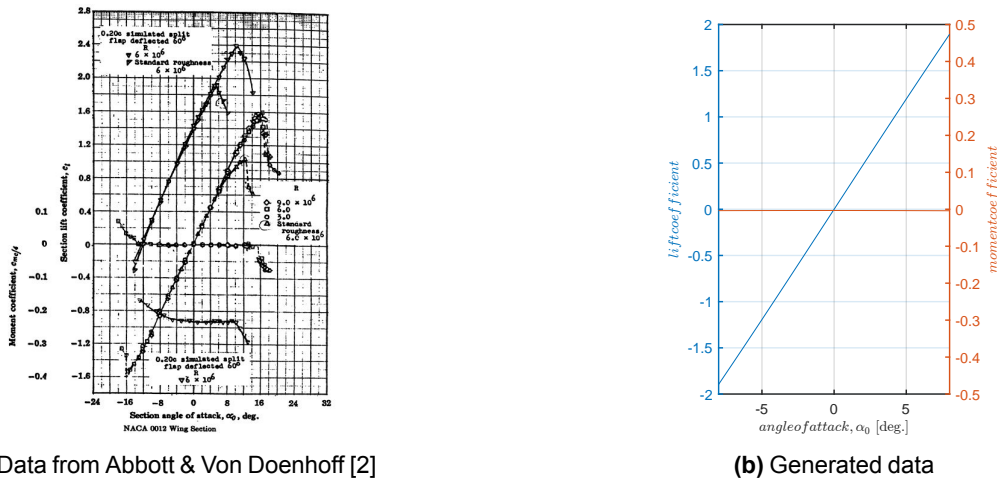 2.8
0.20c simulated split
flap deflected 60°
R
▽ 6 × 10⁶
▽ Standard roughness
6 × 10⁶
2.4
2.0
1.6
1.2
0.8
0.4
0
-0.4
-0.8
-1.2
-1.6
0.1
0
-0.1
-0.2
-0.3
-0.4
Moment coefficient, c_mc/4
Section lift coefficient, c_l
R
◇ 9.0 × 10⁶
□ 6.0
○ 3.0
△ Standard
roughness
6.0 × 10⁶
0.20c simulated split
flap deflected 60°
R
▽ 6 × 10⁶
-24 -16 -8 0 8 16 24 32
Section angle of attack, α₀, deg.
NACA 0012 Wing Section
Data from Abbott & Von Doenhoff [2]
2
1.5
1
0.5
0
-0.5
-1
-1.5
-2
liftcoefficient
0.5
0.4
0.3
0.2
0.1
0
-0.1
-0.2
-0.3
-0.4
-0.5
momentcoefficient
-5 0 5
angleofattack, α₀ [deg.]
(b) Generated data